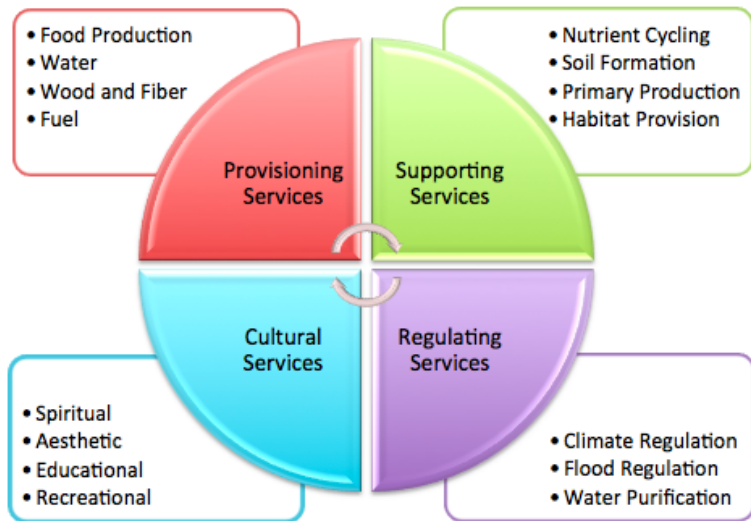 • Food Production
• Water
• Wood and Fiber
• Fuel
• Nutrient Cycling
• Soil Formation
• Primary Production
• Habitat Provision
Provisioning
Services
Supporting
Services
Cultural
Services
Regulating
Services
• Spiritual
• Aesthetic
• Educational
• Recreational
• Climate Regulation
• Flood Regulation
• Water Purification